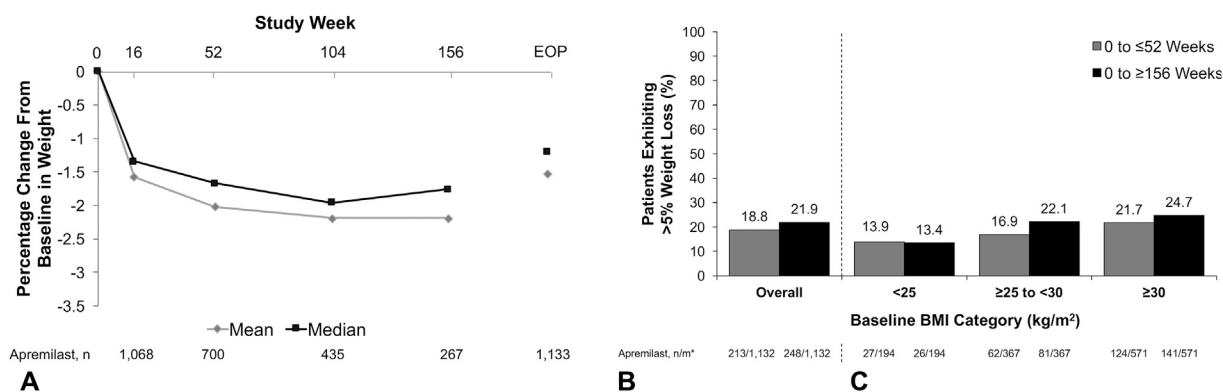 Study Week
0 16 52 104 156 EOP
Percentage Change From
Baseline in Weight
0
-0.5
-1
-1.5
-2
-2.5
-3
-3.5
Mean Median
Apremilast, n 1,068 700 435 267 1,133
A
Patients Exhibiting
>5% Weight Loss (%)
100
90
80
70
60
50
40
30
20
10
0
0 to ≤52 Weeks
0 to ≥156 Weeks
18.8 21.9 13.9 13.4 16.9 22.1 21.7 24.7
Overall <25 ≥25 to <30 ≥30
Baseline BMI Category (kg/m²)
Apremilast, n/m* 213/1,132 248/1,132 27/194 26/194 62/367 81/367 124/571 141/571
B C